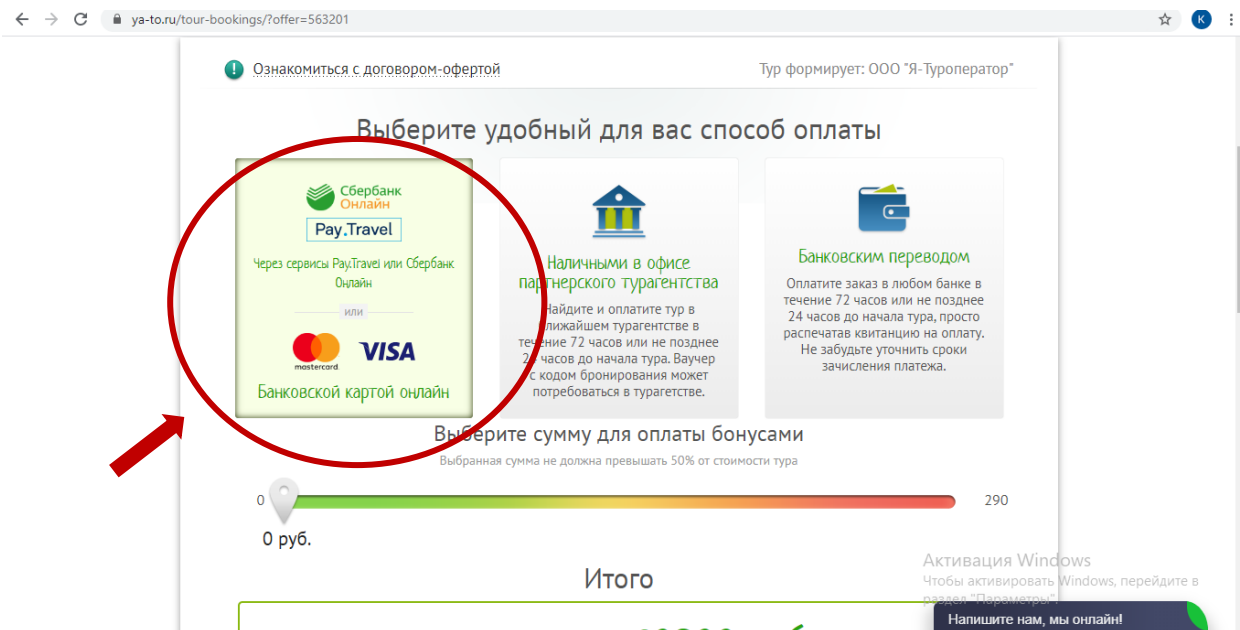 ya-to.ru/tour-bookings/?offer=563201
K
Ознакомиться с договором-офертой
Тур формирует: ООО "Я-Туроператор"
Выберите удобный для вас способ оплаты
Сбербанк
Онлайн
Pay.Travel
Через сервисы Pay.Travel или Сбербанк
Онлайн
или
mastercard
VISA
Банковской картой онлайн
Наличными в офисе
партнерского турагентства
Найдите и оплатите тур в
ближайшем турагентстве в
течение 72 часов или не позднее
24 часов до начала тура. Ваучер
с кодом бронирования может
потребоваться в турагетстве.
Банковским переводом
Оплатите заказ в любом банке в
течение 72 часов или не позднее
24 часов до начала тура, просто
распечатав квитанцию на оплату.
Не забудьте уточнить сроки
зачисления платежа.
Выберите сумму для оплаты бонусами
Выбранная сумма не должна превышать 50% от стоимости тура
0
290
0 руб.
Итого
Активация Windows
Чтобы активировать Windows, перейдите в
раздел "Параметры".
Напишите нам, мы онлайн!